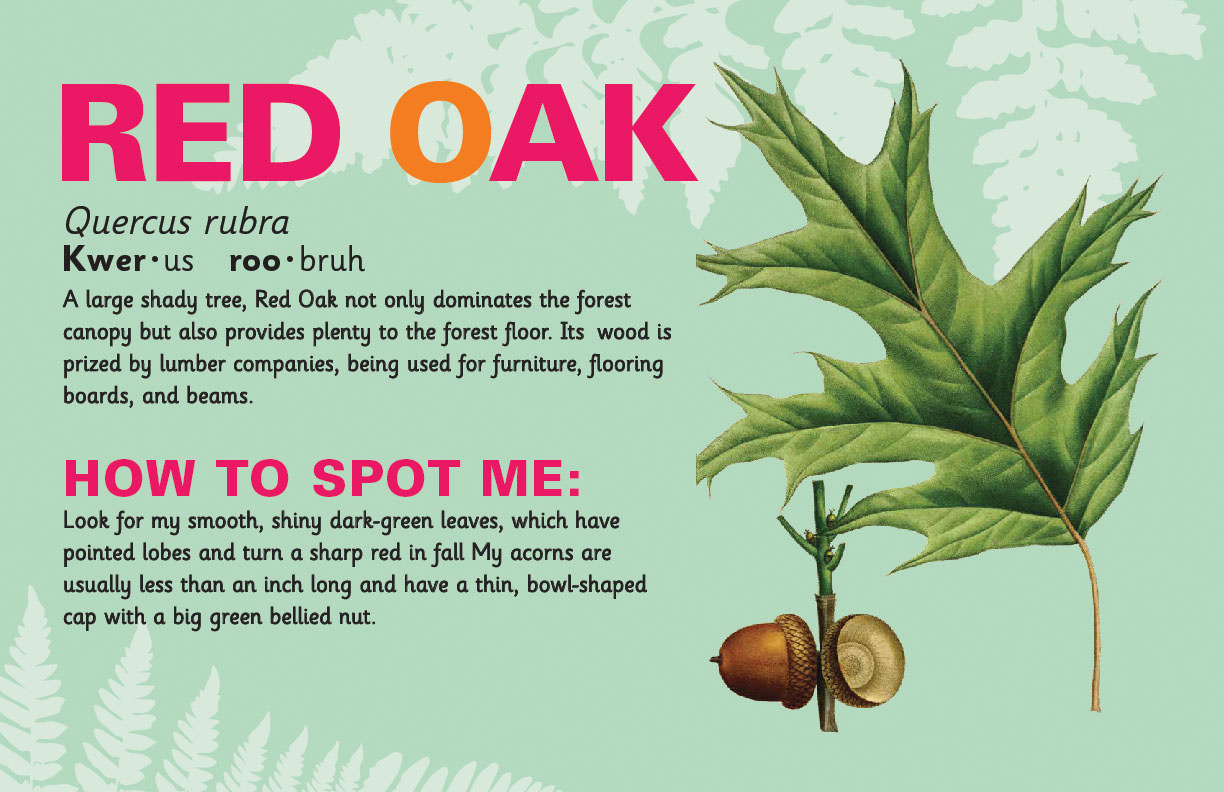 RED OAK
Quercus rubra
Kwer·us roo·bruh
A large shady tree, Red Oak not only dominates the forest
canopy but also provides plenty to the forest floor. Its  wood is
prized by lumber companies, being used for furniture, flooring
boards, and beams.
HOW TO SPOT ME:
Look for my smooth, shiny dark-green leaves, which have
pointed lobes and turn a sharp red in fall My acorns are
usually less than an inch long and have a thin, bowl-shaped
cap with a big green bellied nut.